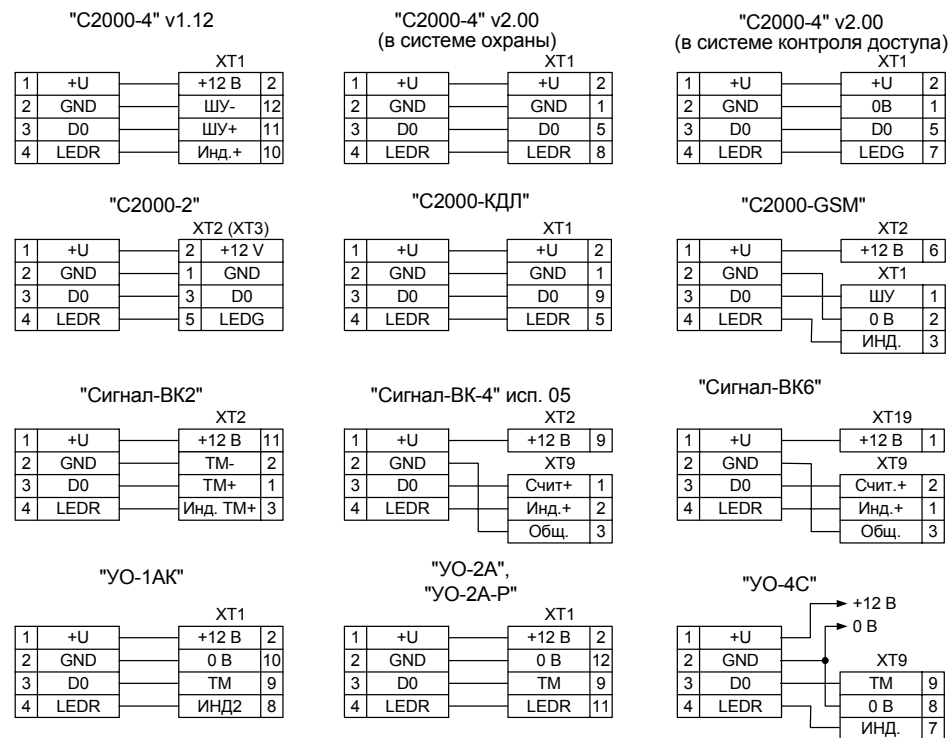 "С2000-4" v1.12
XT1
1 +U +12 В 2
2 GND ШУ- 12
3 D0 ШУ+ 11
4 LEDR Инд.+ 10
"С2000-4" v2.00
(в системе охраны)
XT1
1 +U +U 2
2 GND GND 1
3 D0 D0 5
4 LEDR LEDR 8
"С2000-4" v2.00
(в системе контроля доступа)
XT1
1 +U +U 2
2 GND 0В 1
3 D0 D0 5
4 LEDR LEDG 7
"С2000-2"
XT2 (XT3)
1 +U 2 +12 V
2 GND 1 GND
3 D0 3 D0
4 LEDR 5 LEDG
"С2000-КДЛ"
XT1
1 +U +U 2
2 GND GND 1
3 D0 D0 9
4 LEDR LEDR 5
"С2000-GSM"
XT2
1 +U +12 В 6
2 GND XT1
3 D0 ШУ 1
4 LEDR 0 В 2
ИНД. 3
"Сигнал-ВК2"
XT2
1 +U +12 В 11
2 GND ТМ- 2
3 D0 ТМ+ 1
4 LEDR Инд. ТМ+ 3
"Сигнал-ВК-4" исп. 05
XT2
1 +U +12 В 9
2 GND XT9
3 D0 Счит+ 1
4 LEDR Инд.+ 2
Общ. 3
"Сигнал-ВК6"
XT19
1 +U +12 В 1
2 GND XT9
3 D0 Счит.+ 2
4 LEDR Инд.+ 1
Общ. 3
"УО-1АК"
XT1
1 +U +12 В 2
2 GND 0 В 10
3 D0 ТМ 9
4 LEDR ИНД2 8
"УО-2А",
"УО-2А-Р"
XT1
1 +U +12 В 2
2 GND 0 В 12
3 D0 ТМ 9
4 LEDR LEDR 11
"УО-4С"
+12 В
0 В
1 +U
2 GND XT9
3 D0 ТМ 9
4 LEDR 0 В 8
ИНД. 7